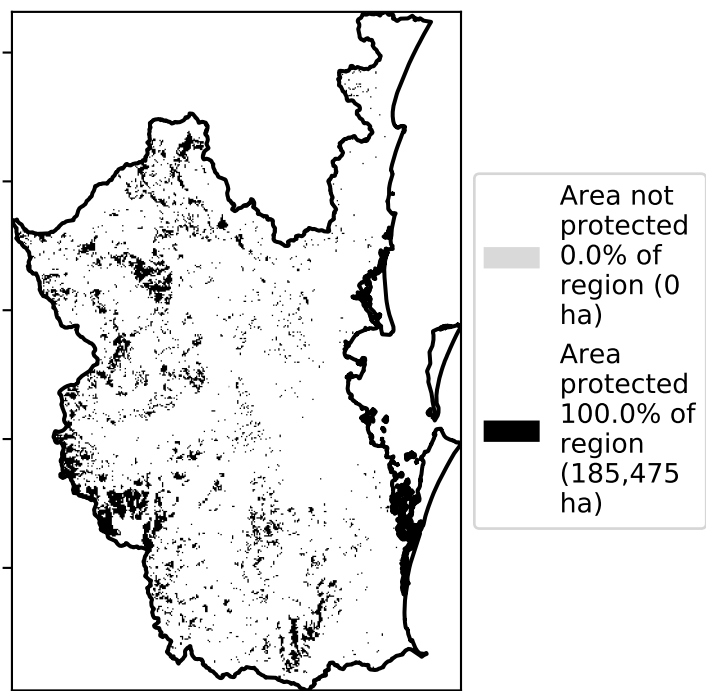 Area not
protected
0.0% of
region (0
ha)
Area
protected
100.0% of
region
(185,475
ha)